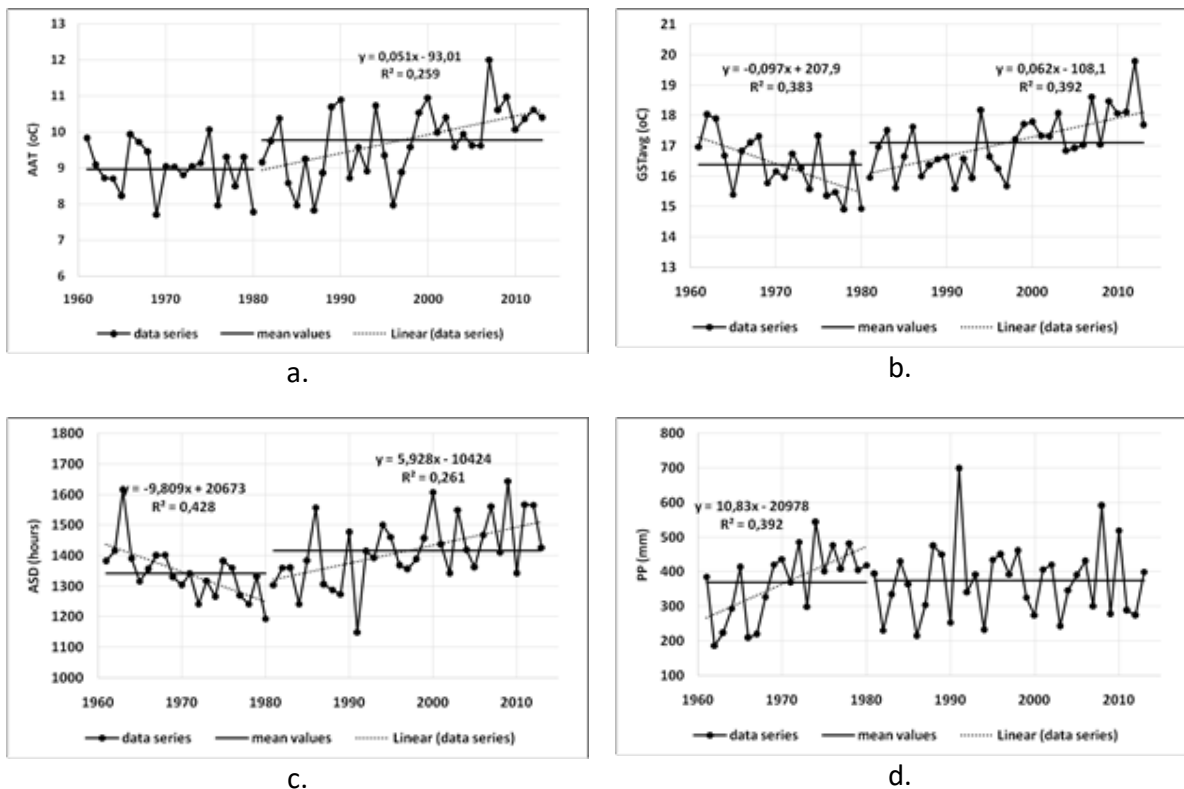 AAT (oC)
13
12
11
10
9
8
7
6
y = 0,051x - 93,01
R² = 0,259
1960 1970 1980 1990 2000 2010
data series mean values Linear (data series)
a.
GSTavg (oC)
21
20
19
18
17
16
15
14
13
y = -0,097x + 207,9
R² = 0,383
y = 0,062x - 108,1
R² = 0,392
1960 1970 1980 1990 2000 2010
data series mean values Linear (data series)
b.
ASD (hours)
1800
1700
1600
1500
1400
1300
1200
1100
1000
y = -9,809x + 20673
R² = 0,428
y = 5,928x - 10424
R² = 0,261
1960 1970 1980 1990 2000 2010
data series mean values Linear (data series)
c.
PP (mm)
800
700
600
500
400
300
200
100
y = 10,83x - 20978
R² = 0,392
1960 1970 1980 1990 2000 2010
data series mean values Linear (data series)
d.